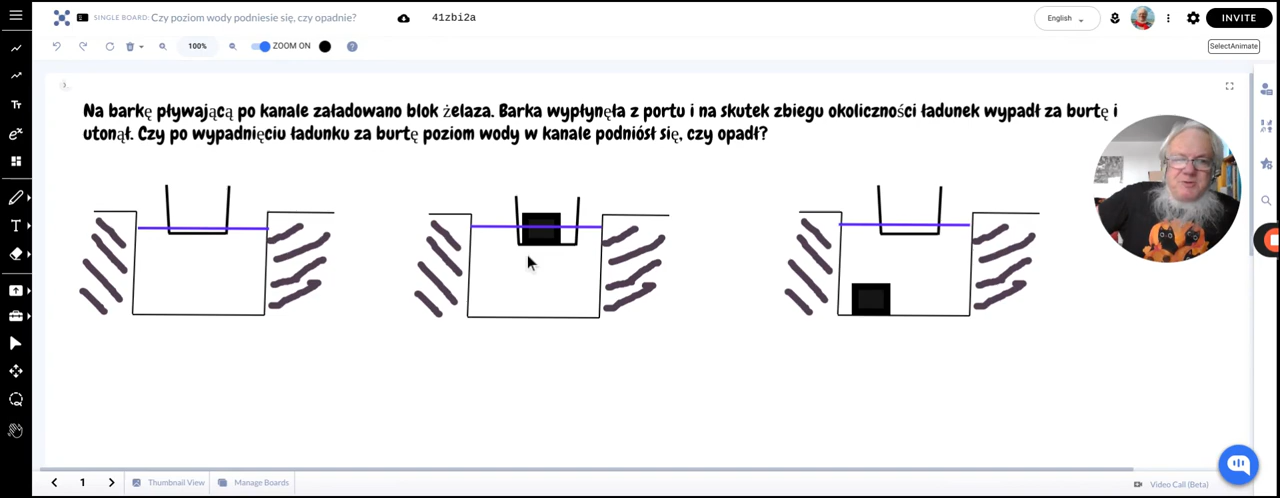 SINGLE BOARD: Czy poziom wody podniesie się, czy opadnie? 41zbi2a English INVITE
100% ZOOM ON SelectAnimate
Na barkę pływającą po kanale załadowano blok żelaza. Barka wypłynęła z portu i na skutek zbiegu okoliczności ładunek wypadł za burtę i
utonął. Czy po wypadnięciu ładunku za burtę poziom wody w kanale podniósł się, czy opadł?
1 Thumbnail View Manage Boards Video Call (Beta)